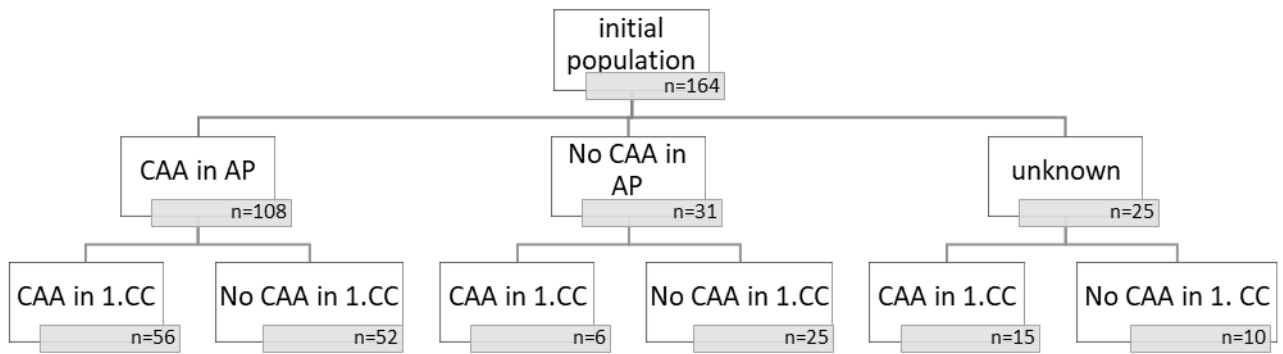 initial
population
n=164
CAA in AP
n=108
No CAA in
AP
n=31
unknown
n=25
CAA in 1.CC
n=56
No CAA in 1.CC
n=52
CAA in 1.CC
n=6
No CAA in 1.CC
n=25
CAA in 1.CC
n=15
No CAA in 1. CC
n=10